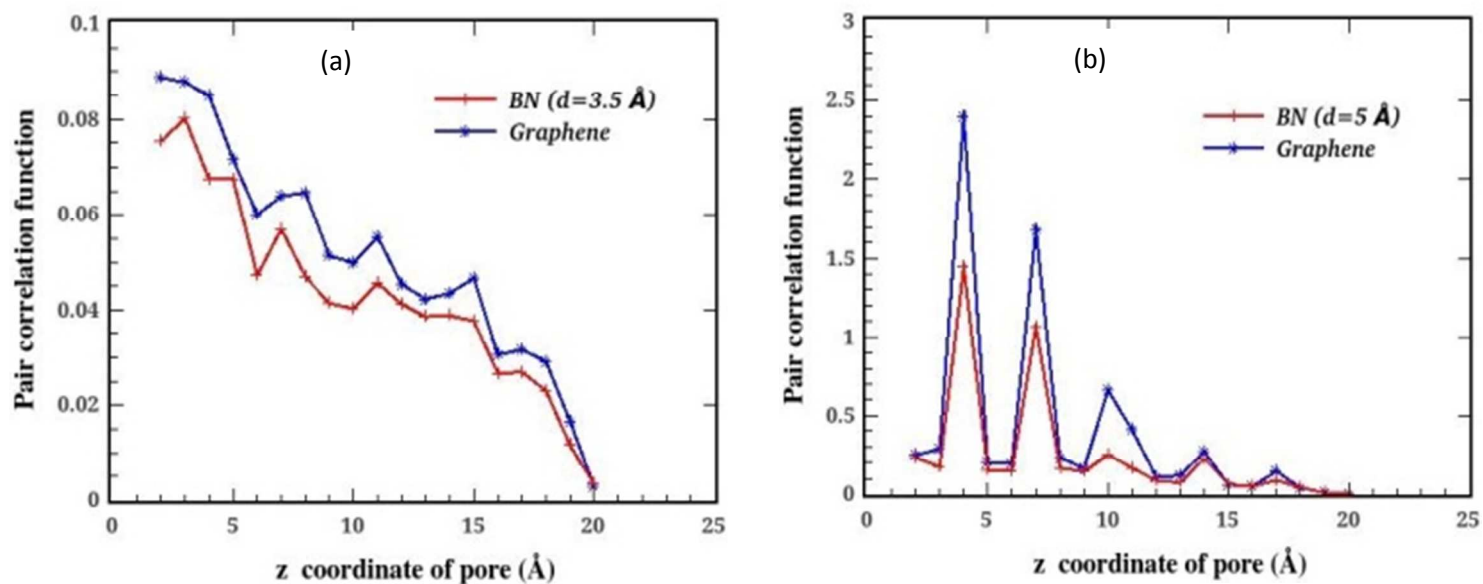 (a)
Pair correlation function
0.1
0.08
0.06
0.04
0.02
0
BN (d=3.5 Å)
Graphene
0
5
10
15
20
25
z coordinate of pore (Å)
(b)
Pair correlation function
3
2.5
2
1.5
1
0.5
0
BN (d=5 Å)
Graphene
0
5
10
15
20
25
z coordinate of pore (Å)